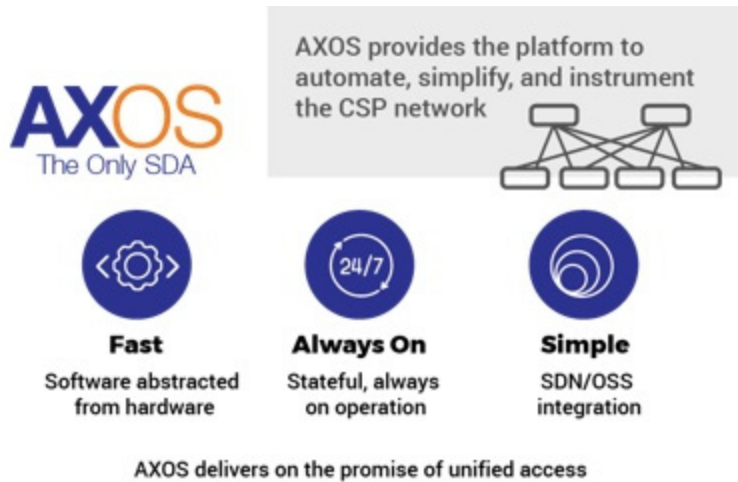 AXOS provides the platform to
automate, simplify, and instrument
the CSP network
AXOS
The Only SDA
24/7
Fast
Software abstracted
from hardware
Always On
Stateful, always
on operation
Simple
SDN/OSS
integration
AXOS delivers on the promise of unified access